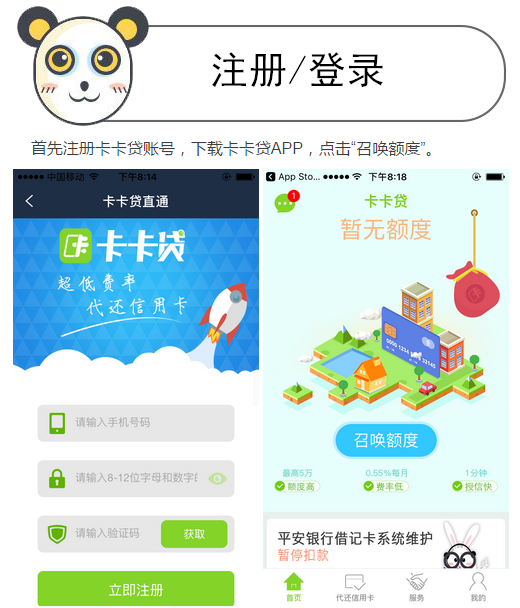 注册/登录
首先注册卡卡贷账号，下载卡卡贷APP，点击“召唤额度”。
中国移动 下午8:14
卡卡贷直通
卡卡贷
超低费率
代还信用卡
请输入手机号码
请输入8-12位字母和数字的
请输入验证码
获取
立即注册
App Sto... 下午8:18
1
卡卡贷
暂无额度
召唤额度
最高5万 0.55%每月 1分钟
额度高 费率低 授信快
平安银行借记卡系统维护
暂停扣款
首页 代还信用卡 服务 我的